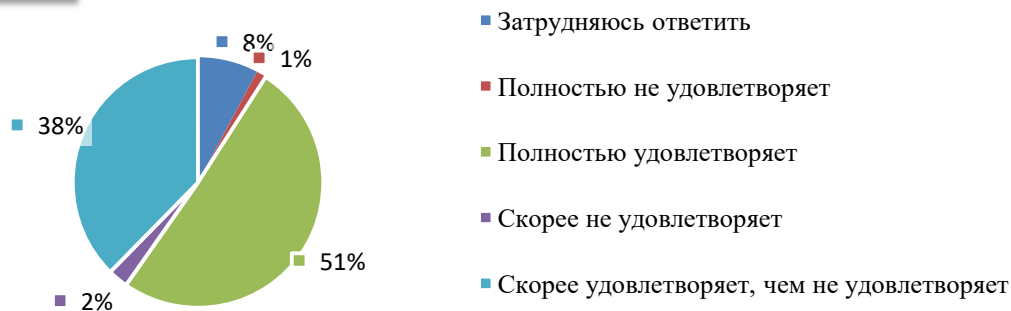 8%
1%
38%
51%
2%
Затрудняюсь ответить
Полностью не удовлетворяет
Полностью удовлетворяет
Скорее не удовлетворяет
Скорее удовлетворяет, чем не удовлетворяет